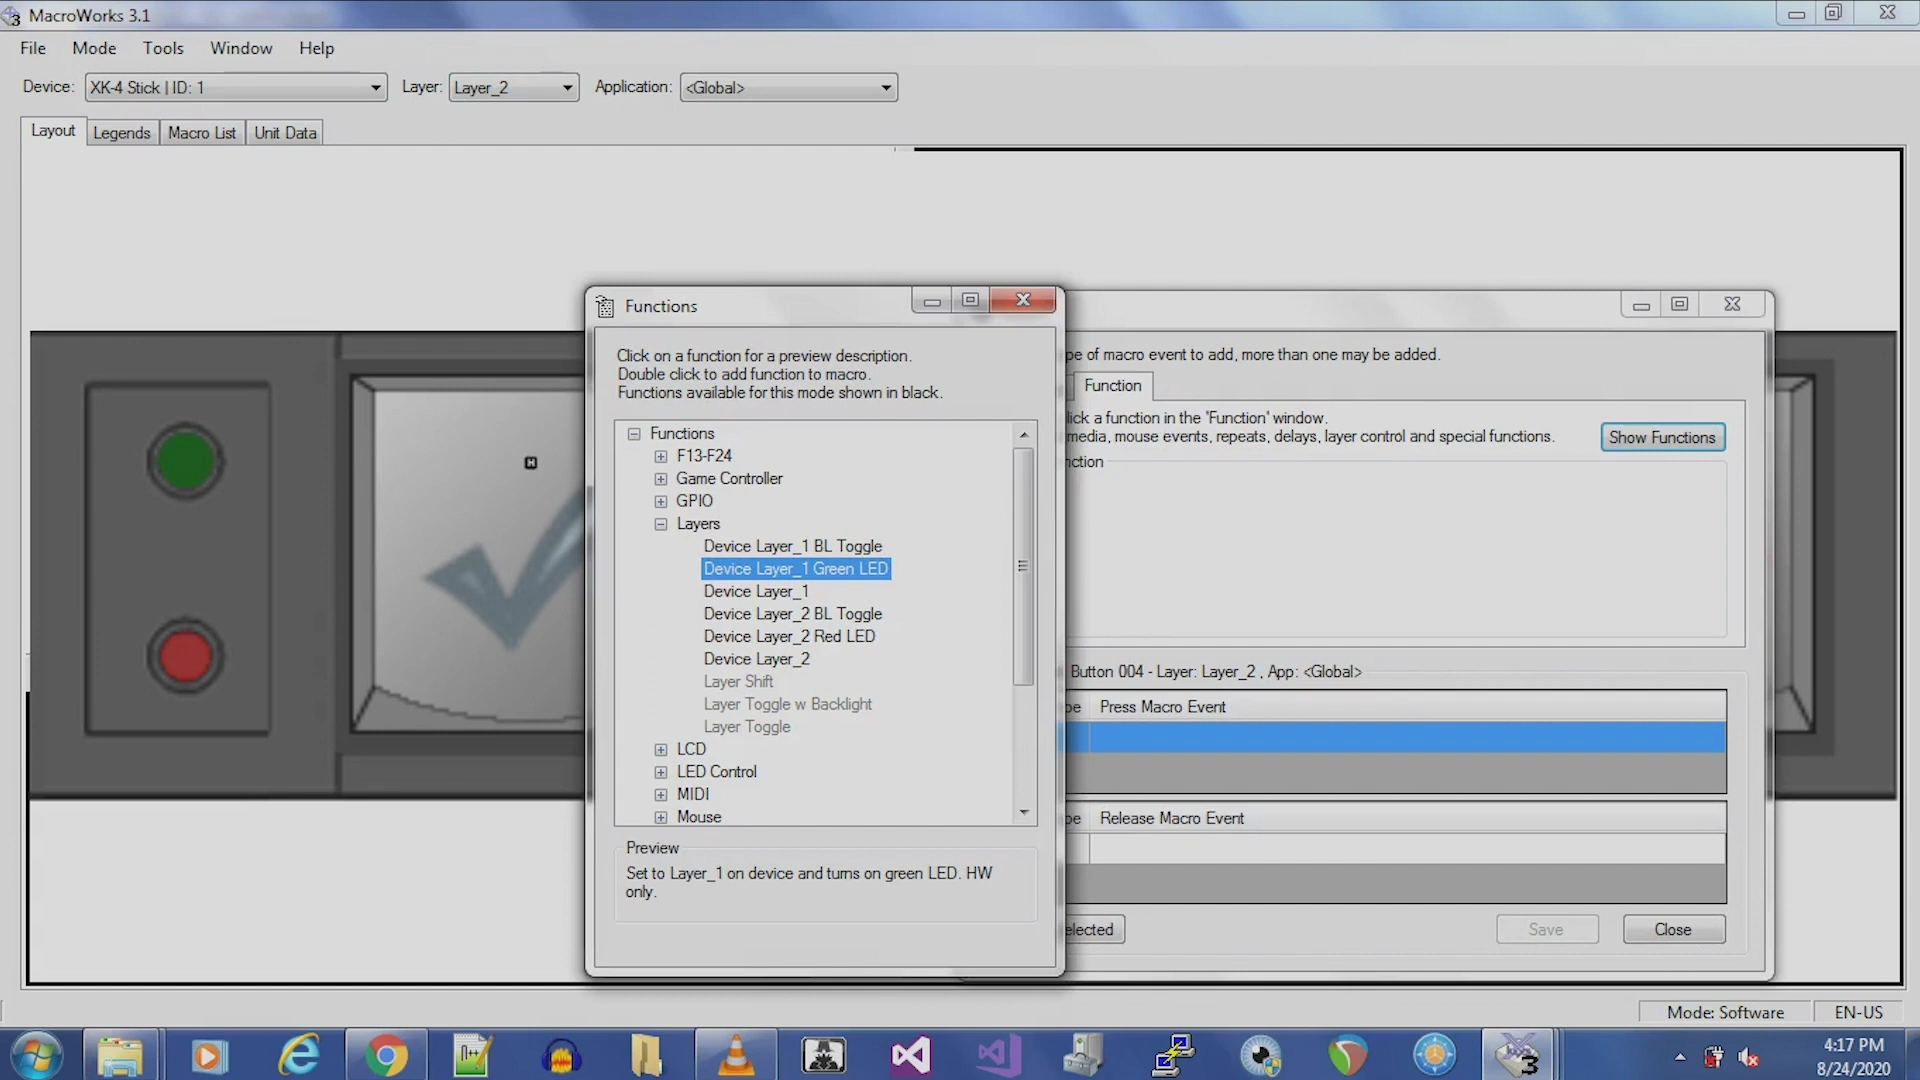 MacroWorks 3.1
File Mode Tools Window Help
Device: XK-4 Stick | ID: 1 Layer: Layer_2 Application: <Global>
Layout Legends Macro List Unit Data
Functions
Click on a function for a preview description.
Double click to add function to macro.
Functions available for this mode shown in black.
Functions
F13-F24
Game Controller
GPIO
Layers
Device Layer_1 BL Toggle
Device Layer_1 Green LED
Device Layer_1
Device Layer_2 BL Toggle
Device Layer_2 Red LED
Device Layer_2
Layer Shift
Layer Toggle w Backlight
Layer Toggle
LCD
LED Control
MIDI
Mouse
Preview
Set to Layer_1 on device and turns on green LED. HW
only.
H
pe of macro event to add, more than one may be added.
Function
lick a function in the 'Function' window.
media, mouse events, repeats, delays, layer control and special functions.
Show Functions
nction
Button 004 - Layer: Layer_2 , App: <Global>
pe Press Macro Event
pe Release Macro Event
elected Save Close
Mode: Software EN-US
4:17 PM
8/24/2020